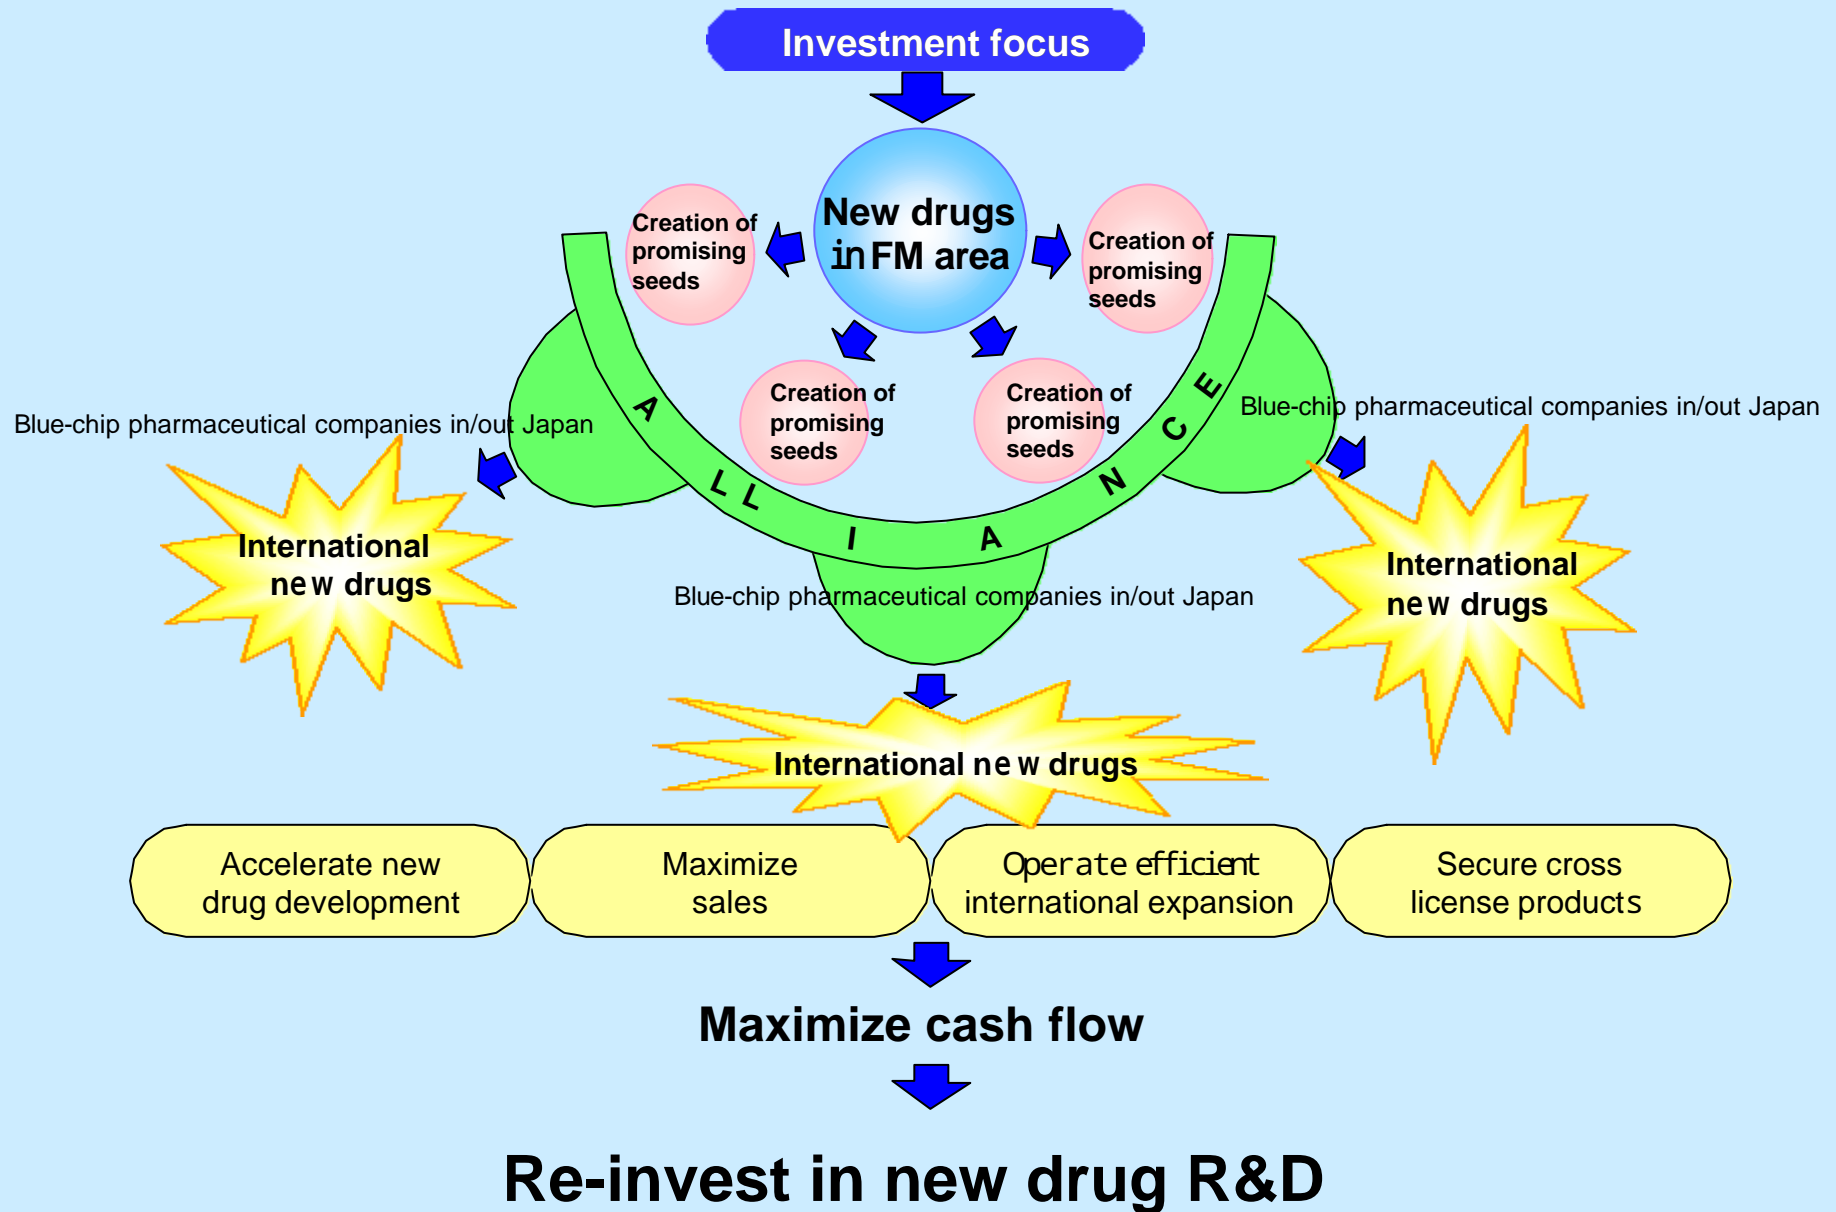 Investment focus
New drugs
in FM area
Creation of
promising
seeds
Creation of
promising
seeds
Creation of
promising
seeds
Creation of
promising
seeds
ALLIANCE
Blue-chip pharmaceutical companies in/out Japan
Blue-chip pharmaceutical companies in/out Japan
Blue-chip pharmaceutical companies in/out Japan
International
new drugs
International
new drugs
International new drugs
Accelerate new
drug development
Maximize
sales
Operate efficient
international expansion
Secure cross
license products
Maximize cash flow
Re-invest in new drug R&D